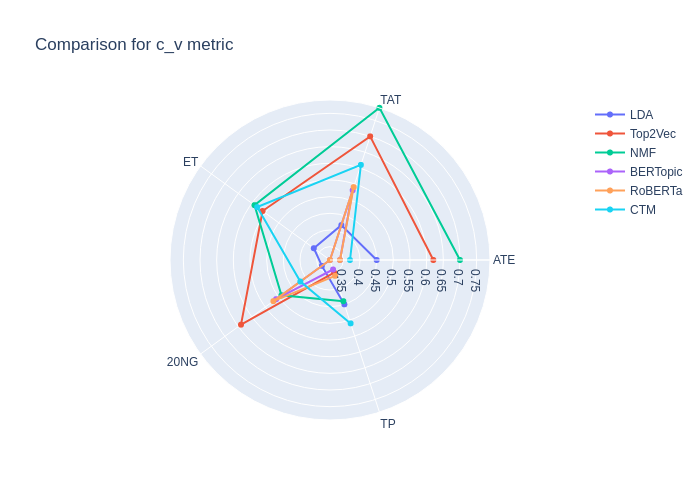 Comparison for c_v metric
TAT
ET
ATE
0.35
0.4
0.45
0.5
0.55
0.6
0.65
0.7
0.75
20NG
TP
LDA
Top2Vec
NMF
BERTopic
RoBERTa
CTM